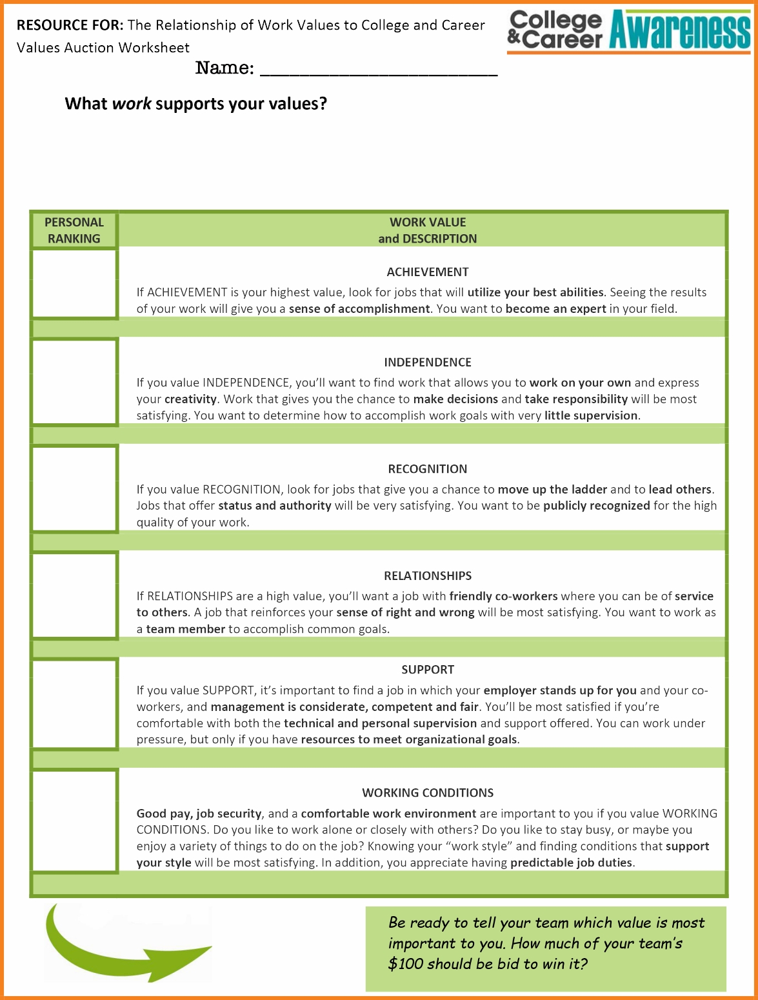 RESOURCE FOR: The Relationship of Work Values to College and Career
Values Auction Worksheet
College
&Career
Awareness
Name: ________________________
What work supports your values?
PERSONAL
RANKING
WORK VALUE
and DESCRIPTION
ACHIEVEMENT
If ACHIEVEMENT is your highest value, look for jobs that will utilize your best abilities. Seeing the results
of your work will give you a sense of accomplishment. You want to become an expert in your field.
INDEPENDENCE
If you value INDEPENDENCE, you’ll want to find work that allows you to work on your own and express
your creativity. Work that gives you the chance to make decisions and take responsibility will be most
satisfying. You want to determine how to accomplish work goals with very little supervision.
RECOGNITION
If you value RECOGNITION, look for jobs that give you a chance to move up the ladder and to lead others.
Jobs that offer status and authority will be very satisfying. You want to be publicly recognized for the high
quality of your work.
RELATIONSHIPS
If RELATIONSHIPS are a high value, you’ll want a job with friendly co-workers where you can be of service
to others. A job that reinforces your sense of right and wrong will be most satisfying. You want to work as
a team member to accomplish common goals.
SUPPORT
If you value SUPPORT, it’s important to find a job in which your employer stands up for you and your co-
workers, and management is considerate, competent and fair. You’ll be most satisfied if you’re
comfortable with both the technical and personal supervision and support offered. You can work under
pressure, but only if you have resources to meet organizational goals.
WORKING CONDITIONS
Good pay, job security, and a comfortable work environment are important to you if you value WORKING
CONDITIONS. Do you like to work alone or closely with others? Do you like to stay busy, or maybe you
enjoy a variety of things to do on the job? Knowing your “work style” and finding conditions that support
your style will be most satisfying. In addition, you appreciate having predictable job duties.
Be ready to tell your team which value is most
important to you. How much of your team’s
$100 should be bid to win it?